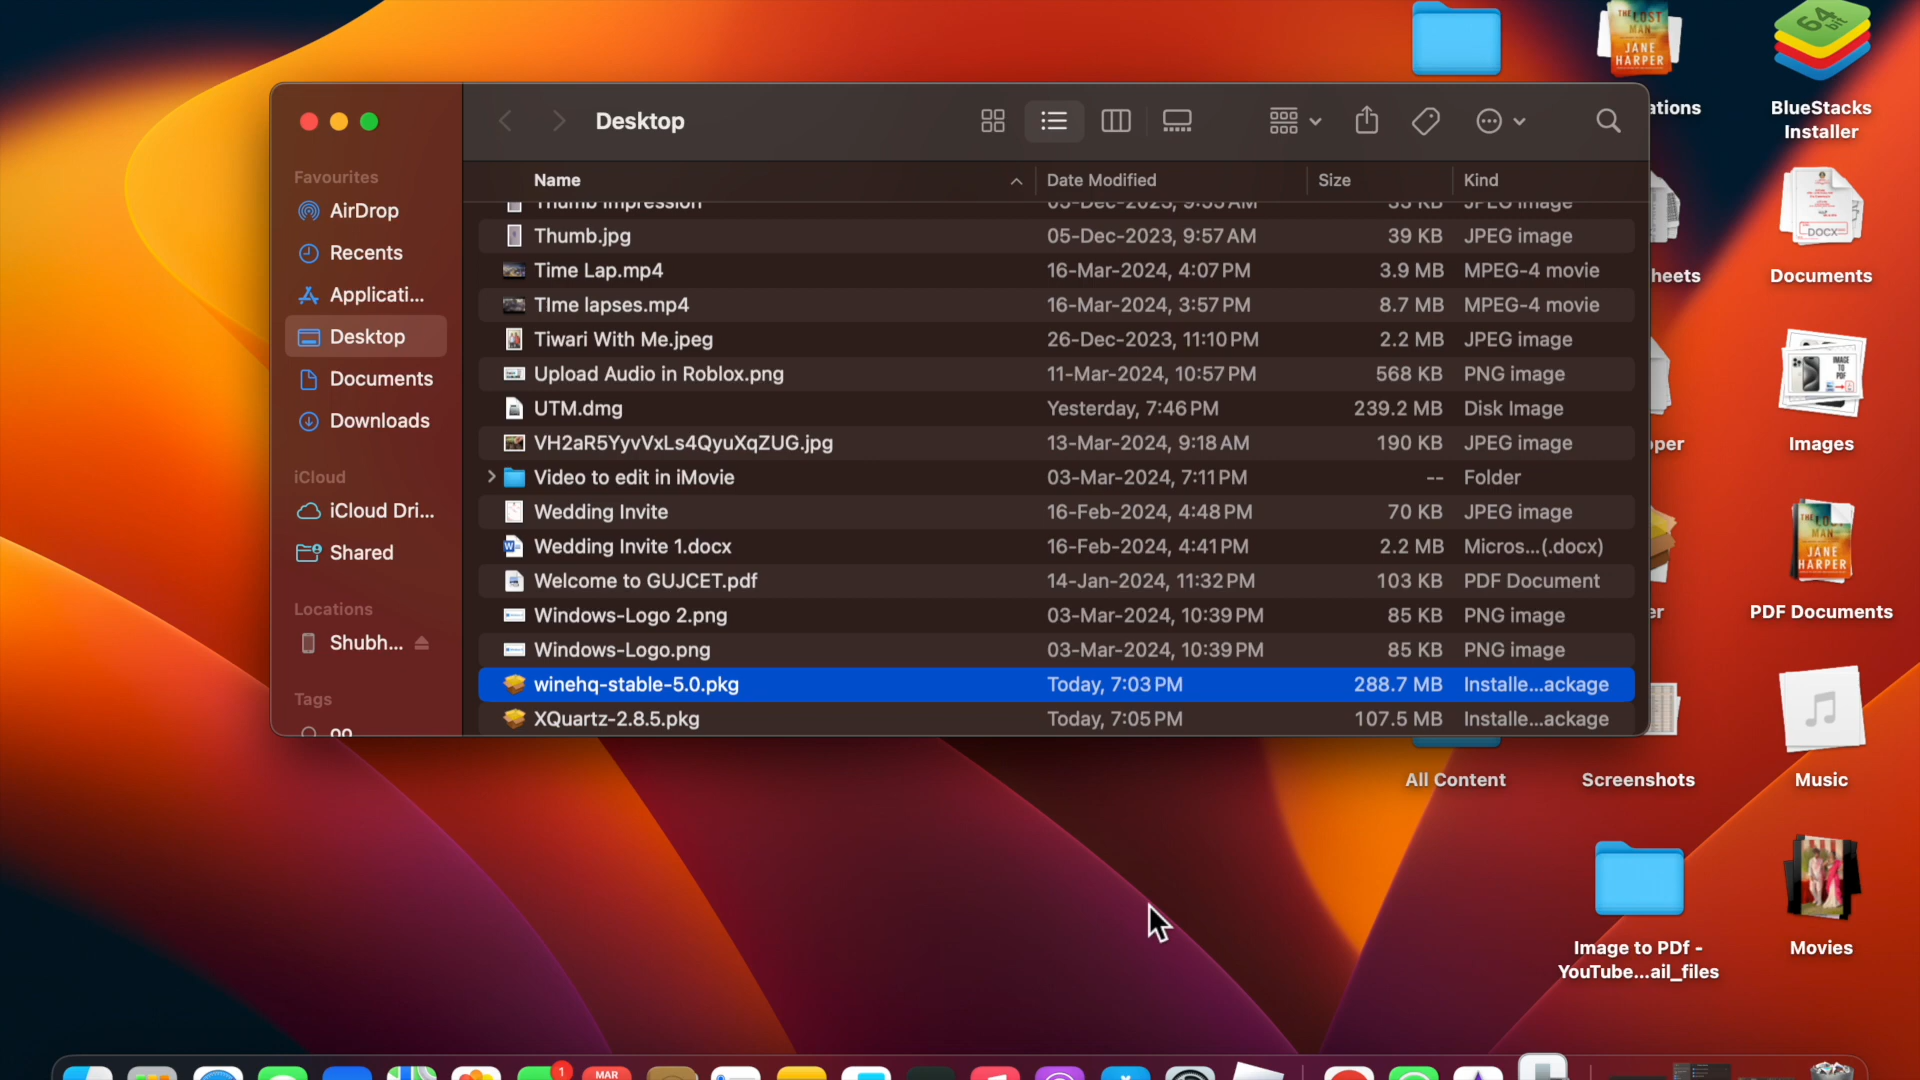 Desktop
Favourites
AirDrop
Recents
Applicati...
Desktop
Documents
Downloads
iCloud
iCloud Dri...
Shared
Locations
Shubh...
Tags
Name Date Modified Size Kind
Thumb Impression 05-Dec-2023, 9:53 AM 33 KB JPEG image
Thumb.jpg 05-Dec-2023, 9:57 AM 39 KB JPEG image
Time Lap.mp4 16-Mar-2024, 4:07 PM 3.9 MB MPEG-4 movie
TIme lapses.mp4 16-Mar-2024, 3:57 PM 8.7 MB MPEG-4 movie
Tiwari With Me.jpeg 26-Dec-2023, 11:10 PM 2.2 MB JPEG image
Upload Audio in Roblox.png 11-Mar-2024, 10:57 PM 568 KB PNG image
UTM.dmg Yesterday, 7:46 PM 239.2 MB Disk Image
VH2aR5YyvVxLs4QyuXqZUG.jpg 13-Mar-2024, 9:18 AM 190 KB JPEG image
Video to edit in iMovie 03-Mar-2024, 7:11 PM -- Folder
Wedding Invite 16-Feb-2024, 4:48 PM 70 KB JPEG image
Wedding Invite 1.docx 16-Feb-2024, 4:41 PM 2.2 MB Micros...(.docx)
Welcome to GUJCET.pdf 14-Jan-2024, 11:32 PM 103 KB PDF Document
Windows-Logo 2.png 03-Mar-2024, 10:39 PM 85 KB PNG image
Windows-Logo.png 03-Mar-2024, 10:39 PM 85 KB PNG image
winehq-stable-5.0.pkg Today, 7:03 PM 288.7 MB Installe...ackage
XQuartz-2.8.5.pkg Today, 7:05 PM 107.5 MB Installe...ackage
THE LOST
MAN
JANE
HARPER
ations
64
bit
BlueStacks
Installer
heets
DOCX
Documents
per
IMAGE
TO
PDF
Images
er
JANE
HARPER
PDF Documents
All Content
Screenshots
Music
Image to PDf -
YouTube...ail_files
Movies
1
MAR